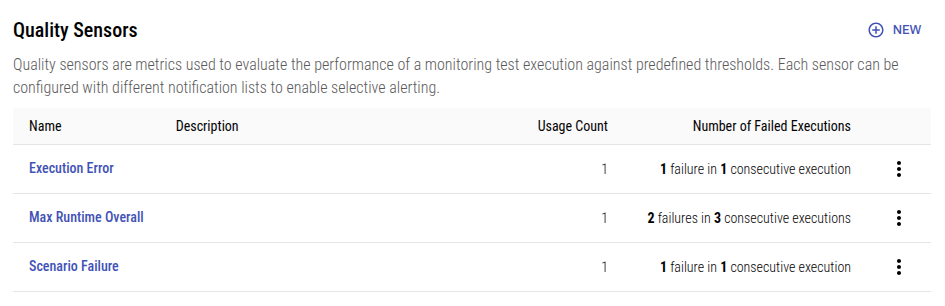 Quality Sensors
NEW
Quality sensors are metrics used to evaluate the performance of a monitoring test execution against predefined thresholds. Each sensor can be
configured with different notification lists to enable selective alerting.
Name Description Usage Count Number of Failed Executions
Execution Error 1 1 failure in 1 consecutive execution
Max Runtime Overall 1 2 failures in 3 consecutive executions
Scenario Failure 1 1 failure in 1 consecutive execution